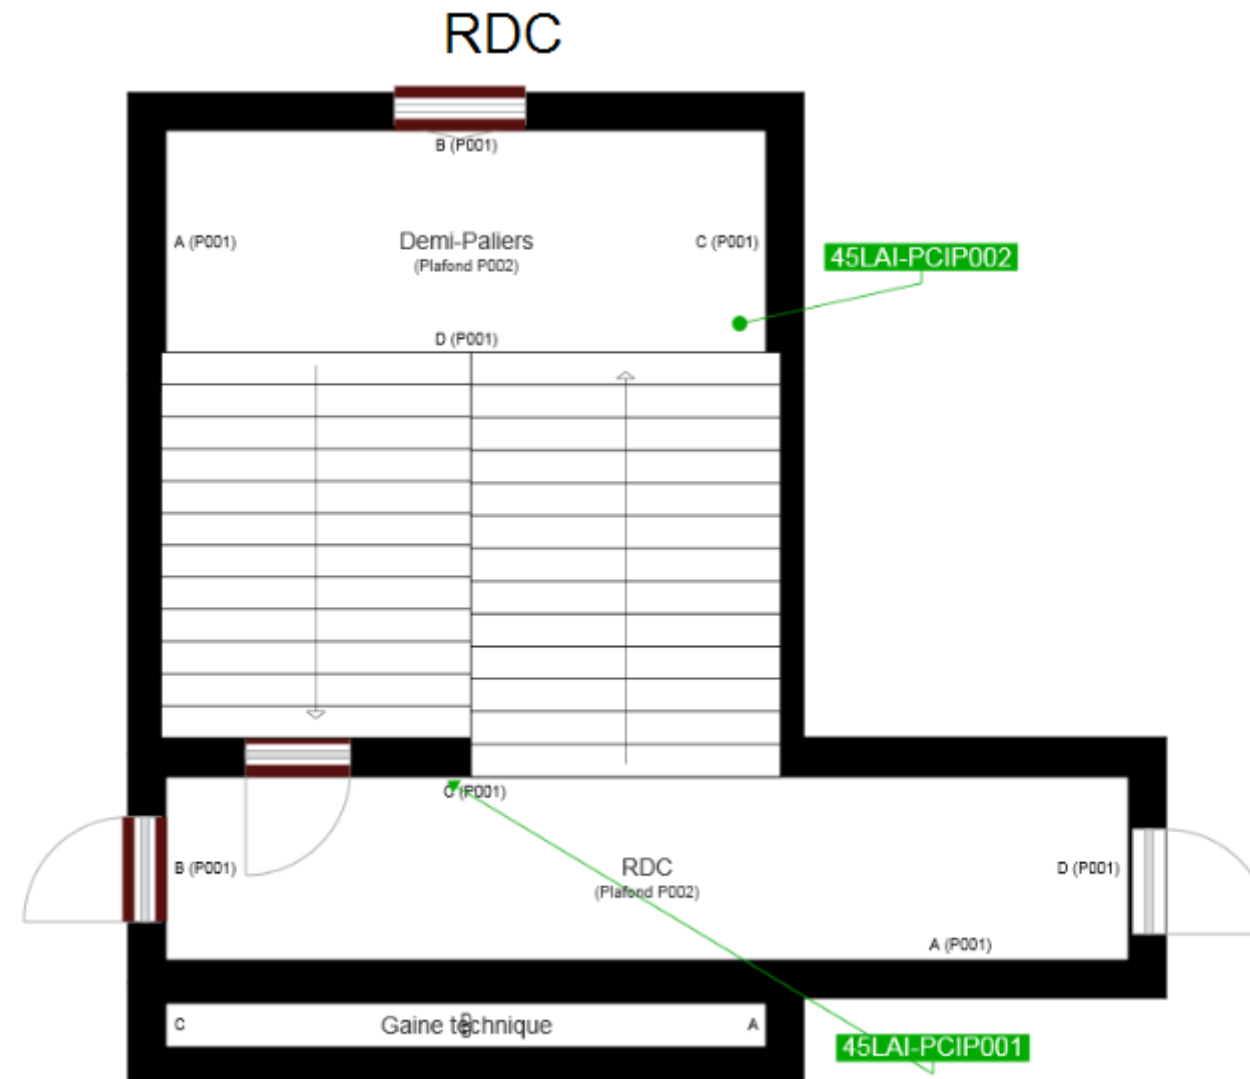 RDC
B (P001)
A (P001)
Demi-Paliers
C (P001)
(Plafond P002)
45LAI-PCIP002
D (P001)
C (P001)
B (P001)
RDC
D (P001)
(Plafond P002)
A (P001)
C
Gaine technique
A
45LAI-PCIP001